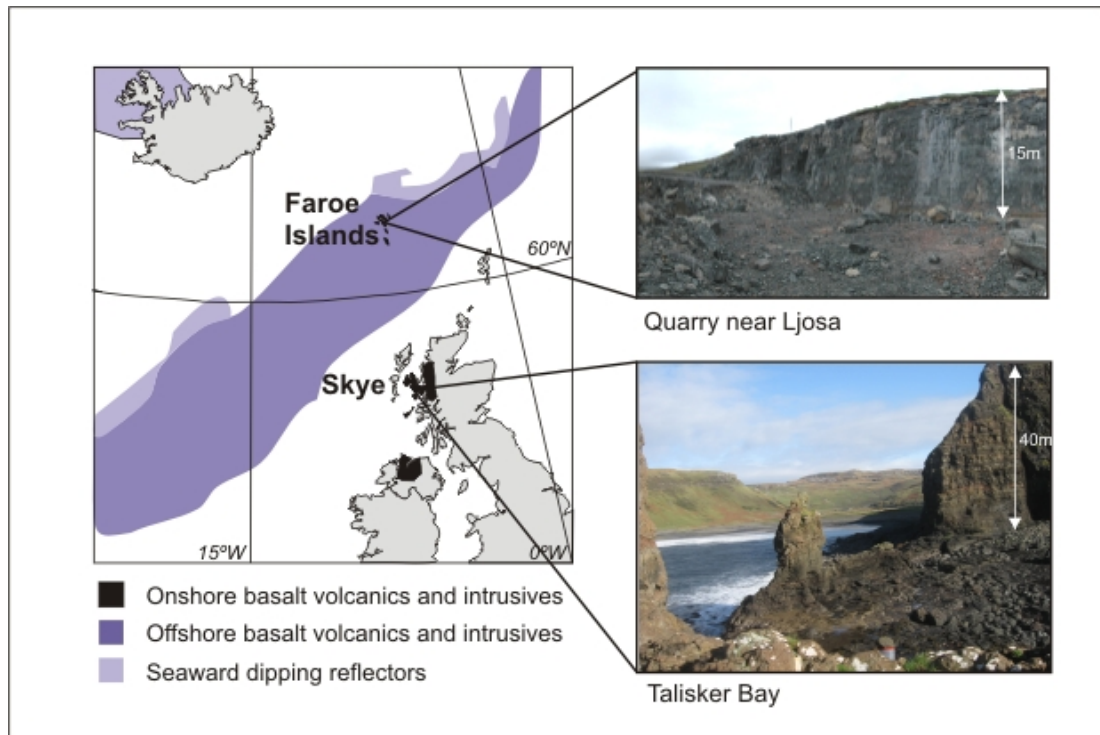 Faroe
Islands
60ºN
Skye
15ºW
0ºW
15m
Quarry near Ljosa
40m
Talisker Bay
Onshore basalt volcanics and intrusives
Offshore basalt volcanics and intrusives
Seaward dipping reflectors